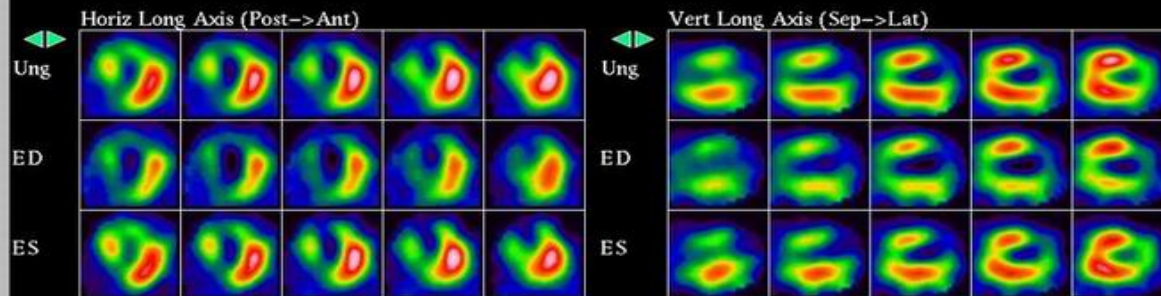 Horiz Long Axis (Post->Ant)
Ung
ED
ES
Vert Long Axis (Sep->Lat)
Ung
ED
ES